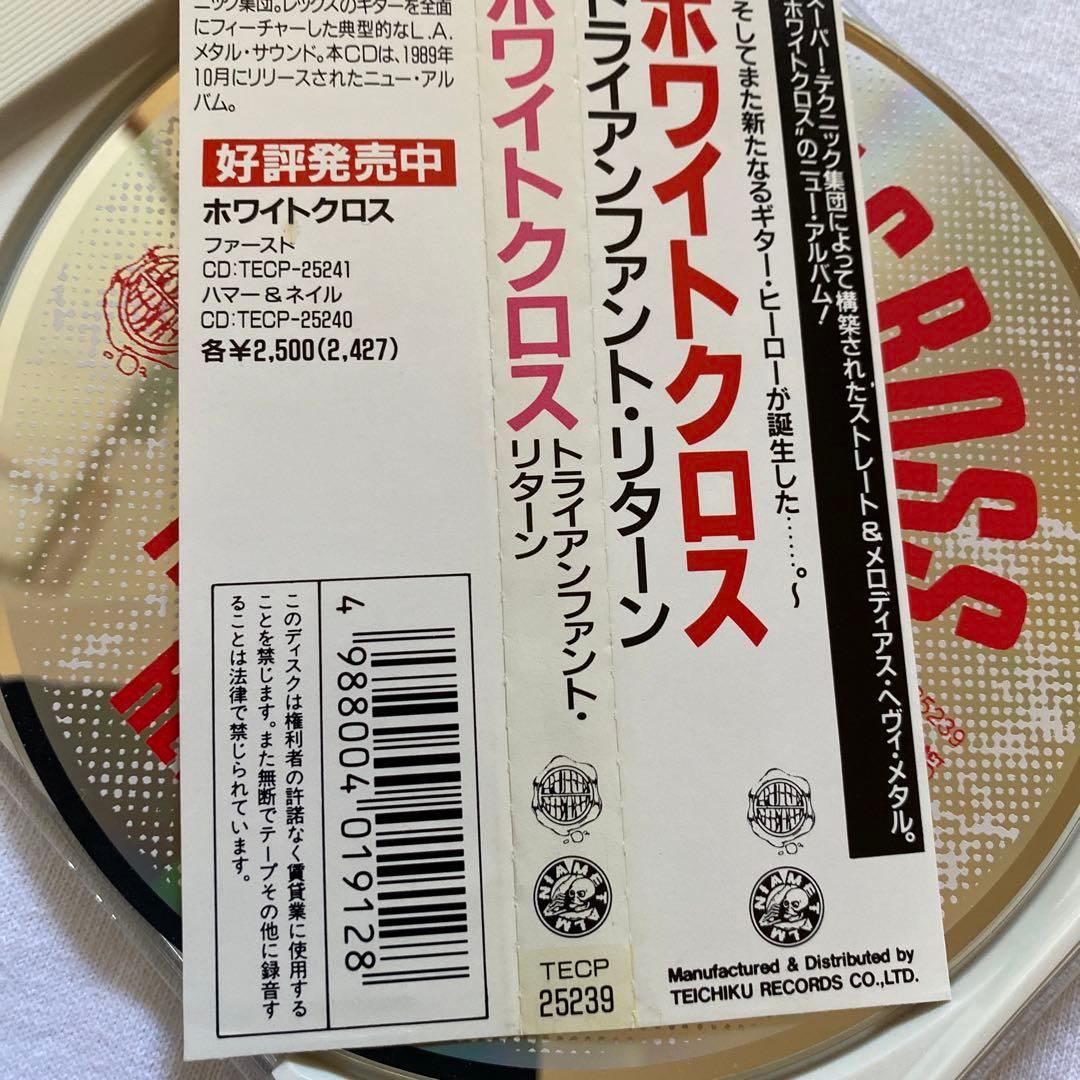 ニック集団。レックスのギターを全面
にフィーチャーした典型的なL.A.
メタル・サウンド。本CDは、1989年
10月にリリースされたニュー・アル
バム。
好評発売中
ホワイトクロス
ファースト
CD:TECP-25241
ハマー&ネイル
CD:TECP-25240
各¥2,500(2,427)
このディスクは権利者の許諾なく賃貸業に使用する
ことを禁じます。また無断でテープその他に録音す
ることは法律で禁じられています。
4 988004 019128
ホワイトクロス
トライアンファント・
リターン
TECP
25239
スーパー・テクニック集団によって構築されたストレート&メロディアス・ヘヴィ・メタル。
"ホワイトクロス"のニュー・アルバム!
そしてまた新たなるギター・ヒーローが誕生した……。〜
ホワイトクロス
トライアンファント・リターン
NIAMETALM
NIAMETALM
Manufactured & Distributed by
TEICHIKU RECORDS CO.,LTD.
CROSS
25239